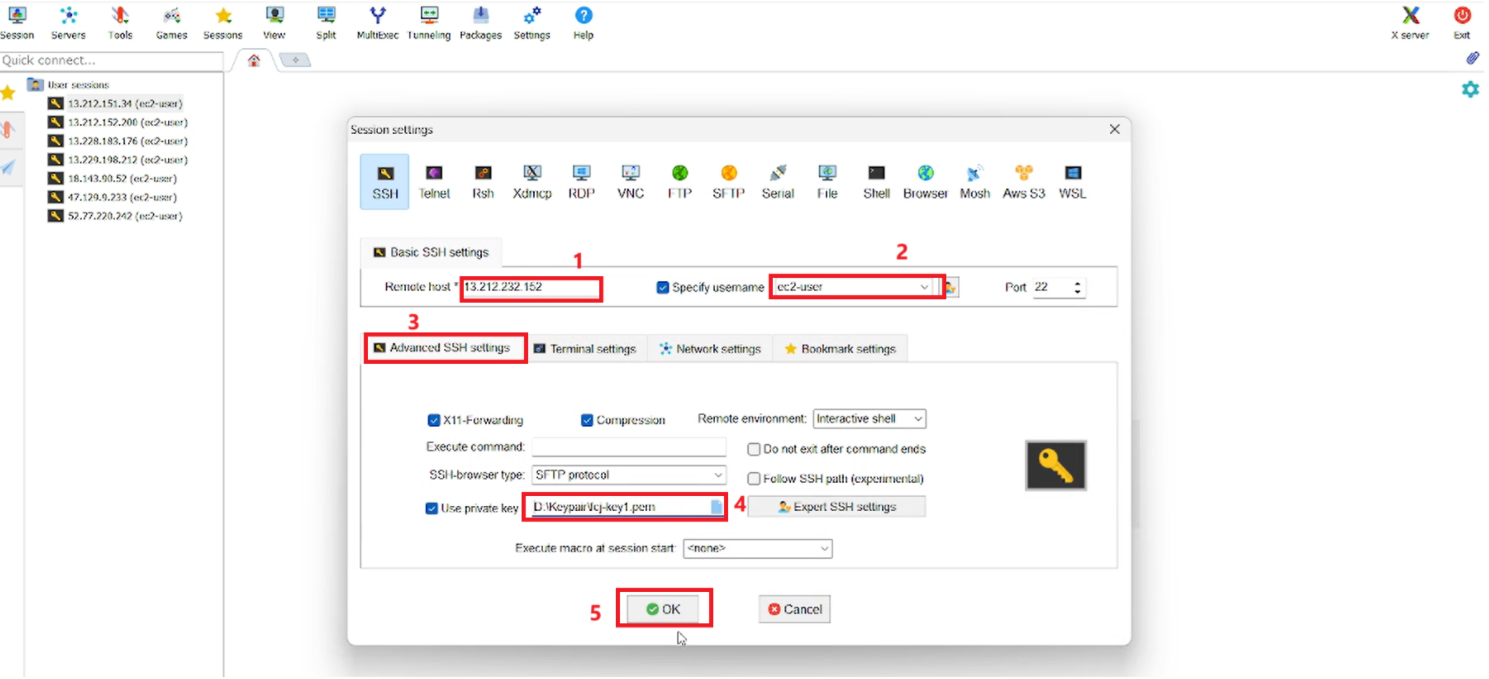 Session Servers Tools Games Sessions View Split MultiExec Tunneling Packages Settings Help X server Exit
Quick connect...
User sessions
13.212.151.34 (ec2-user)
13.212.152.200 (ec2-user)
13.228.183.176 (ec2-user)
13.229.198.212 (ec2-user)
18.143.90.52 (ec2-user)
47.129.9.233 (ec2-user)
52.77.220.242 (ec2-user)
Session settings
SSH Telnet Rsh Xdmcp RDP VNC FTP SFTP Serial File Shell Browser Mosh Aws S3 WSL
Basic SSH settings
1 2
Remote host * 13.212.232.152 Specify username ec2-user Port 22
3
Advanced SSH settings Terminal settings Network settings Bookmark settings
X11-Forwarding Compression Remote environment: Interactive shell
Execute command: Do not exit after command ends
SSH-browser type: SFTP protocol Follow SSH path (experimental)
Use private key D:\Keypair\fcj-key1.pem 4 Expert SSH settings
Execute macro at session start: <none>
5 OK Cancel